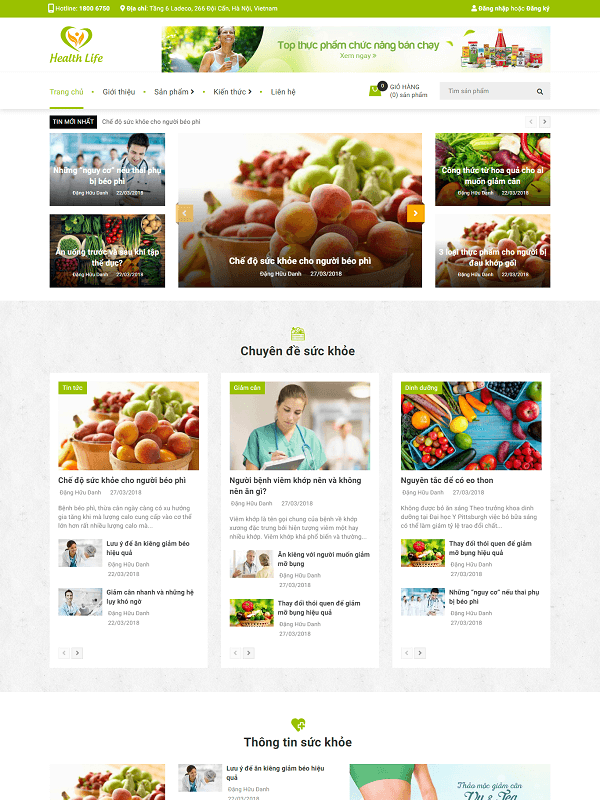 Hotline: 1800 6750
Địa chỉ: Tầng 6 Ladeco, 266 Đội Cấn, Hà Nội, Vietnam
Đăng nhập hoặc Đăng ký
Health Life
Top thực phẩm chức năng bán chạy
Xem ngay
Trang chủ
Giới thiệu
Sản phẩm
Kiến thức
Liên hệ
0
GIỎ HÀNG
(0) sản phẩm
Tìm sản phẩm
TIN MỚI NHẤT
Chế độ sức khỏe cho người béo phì
Những "nguy cơ" nếu thai phụ
bị béo phì
Đặng Hữu Danh 22/03/2018
Ăn uống trước và sau khi tập
thể dục?
Đặng Hữu Danh 22/03/2018
Chế độ sức khỏe cho người béo phì
Đặng Hữu Danh 27/03/2018
Công thức từ hoa quả cho ai
muốn giảm cân
Đặng Hữu Danh 22/03/2018
3 loại thực phẩm cho người bị
đau khớp gối
Đặng Hữu Danh 22/03/2018
Chuyên đề sức khỏe
Tin tức
Chế độ sức khỏe cho người béo phì
Đặng Hữu Danh 27/03/2018
Bệnh béo phì, thừa cân ngày càng có xu hướng
gia tăng khi mà lượng calo cung cấp vào cơ thể
lớn hơn rất nhiều lượng calo mà...
Lưu ý để ăn kiêng giảm béo
hiệu quả
Đặng Hữu Danh
22/03/2018
Giảm cân nhanh và những hệ
lụy khó ngờ
Đặng Hữu Danh
22/03/2018
Giảm cân
Người bệnh viêm khớp nên và không
nên ăn gì?
Đặng Hữu Danh 27/03/2018
Viêm khớp là tên gọi chung của bệnh về khớp
xương đặc trưng bởi hiện tượng viêm một hay
nhiều khớp. Viêm khớp khá phổ biến và thường...
Ăn kiêng với người muốn giảm
mỡ bụng
Đặng Hữu Danh
27/03/2018
Thay đổi thói quen để giảm
mỡ bụng hiệu quả
Đặng Hữu Danh
27/03/2018
Dinh dưỡng
Nguyên tắc để có eo thon
Đặng Hữu Danh 27/03/2018
Không được bỏ ăn sáng Theo trưởng khoa dinh
dưỡng tại Đại học Y Pittsburgh việc bỏ bữa sáng
có thể làm giảm tỷ lệ trao đổi chất...
Thay đổi thói quen để giảm
mỡ bụng hiệu quả
Đặng Hữu Danh
27/03/2018
Những "nguy cơ" nếu thai phụ
bị béo phì
Đặng Hữu Danh
22/03/2018
Thông tin sức khỏe
Lưu ý để ăn kiêng giảm béo hiệu
quả
Đặng Hữu Danh
22/03/2018
Thảo mộc giảm cân
Vy & Tea